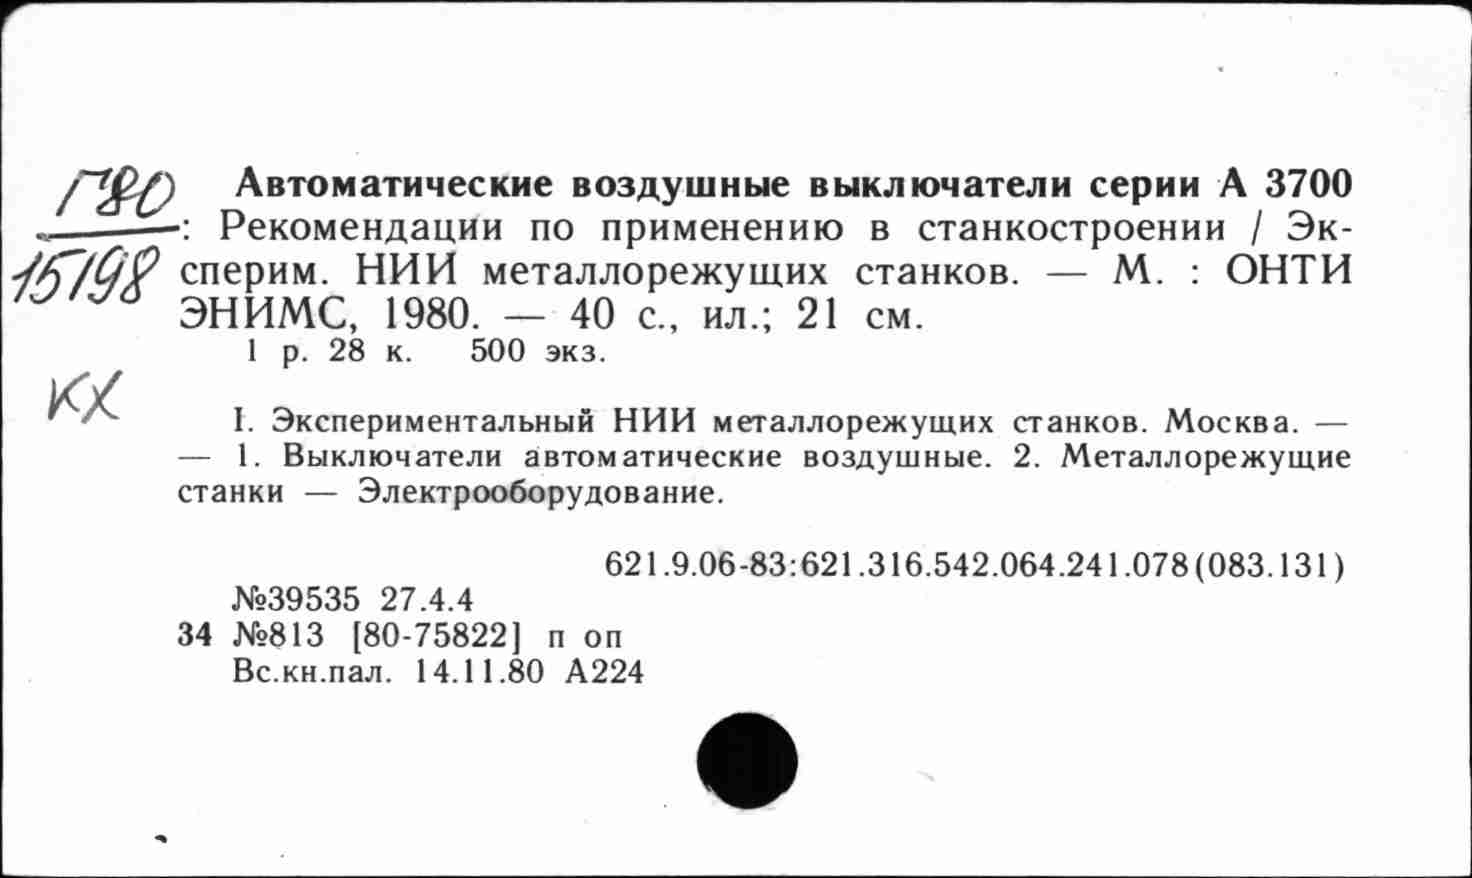 Г80
15198
КХ
Автоматические воздушные выключатели серии А 3700
: Рекомендации по применению в станкостроении / Эк-
сперим. НИИ металлорежущих станков. — М. : ОНТИ
ЭНИМС, 1980. — 40 с., ил.; 21 см.
1 р. 28 к. 500 экз.
I. Экспериментальный НИИ металлорежущих станков. Москва. —
— 1. Выключатели автоматические воздушные. 2. Металлорежущие
станки — Электрооборудование.
621.9.06-83:621.316.542.064.241.078(083.131)
№39535 27.4.4
34 №813 [80-75822] п оп
Вс.кн.пал. 14.11.80 А224